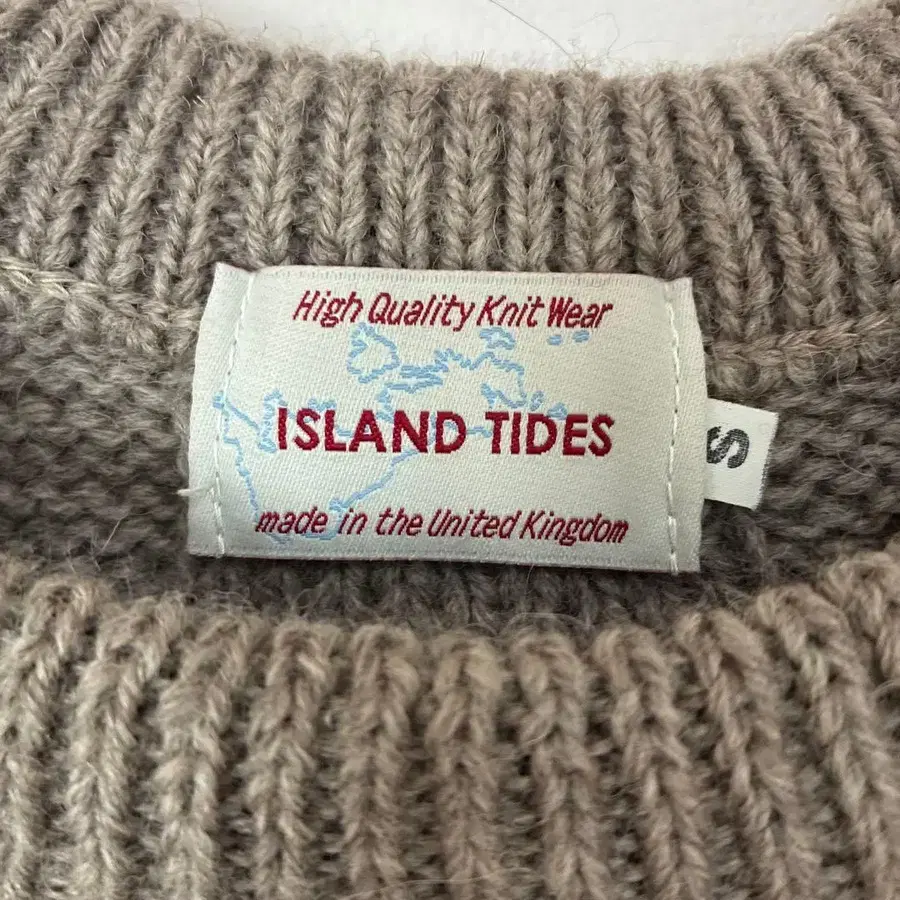 High Quality Knit Wear
ISLAND TIDES
made in the United Kingdom
S